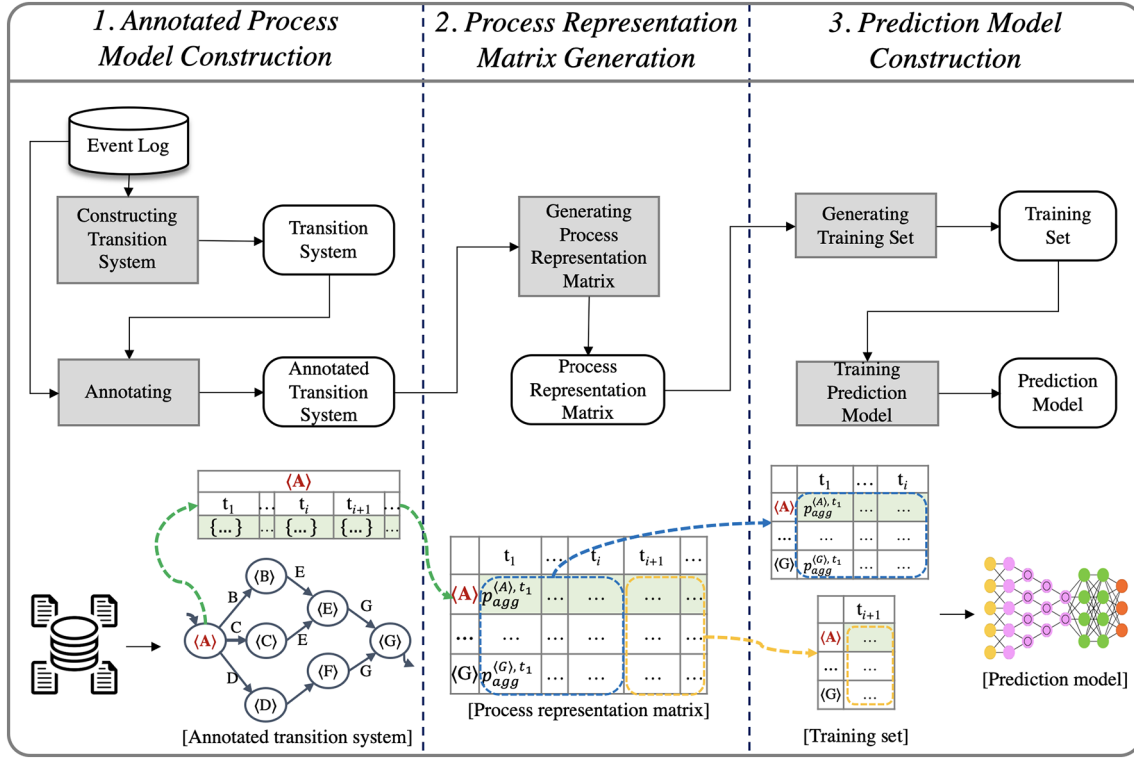 1. Annotated Process
Model Construction
2. Process Representation
Matrix Generation
3. Prediction Model
Construction
Event Log
Constructing
Transition
System
Transition
System
Annotating
Annotated
Transition
System
Generating
Process
Representation
Matrix
Process
Representation
Matrix
Generating
Training Set
Training
Set
Training
Prediction
Model
Prediction
Model
⟨A⟩
t₁ ... tᵢ tᵢ₊₁ ...
{...} ... {...} {...} ...
⟨A⟩
⟨B⟩
⟨C⟩
⟨D⟩
⟨E⟩
⟨F⟩
⟨G⟩
B
C
D
E
E
G
G
[Annotated transition system]
t₁ ... tᵢ tᵢ₊₁ ...
⟨A⟩ p_agg^⟨A⟩,t₁ ... ... ... ...
... ... ... ... ... ...
⟨G⟩ p_agg^⟨G⟩,t₁ ... ... ... ...
[Process representation matrix]
t₁ ... tᵢ
⟨A⟩ p_agg^⟨A⟩,t₁ ... ...
... ... ... ...
⟨G⟩ p_agg^⟨G⟩,t₁ ... ...
tᵢ₊₁
⟨A⟩ ...
... ...
⟨G⟩ ...
[Training set]
O O O O O O
[Prediction model]